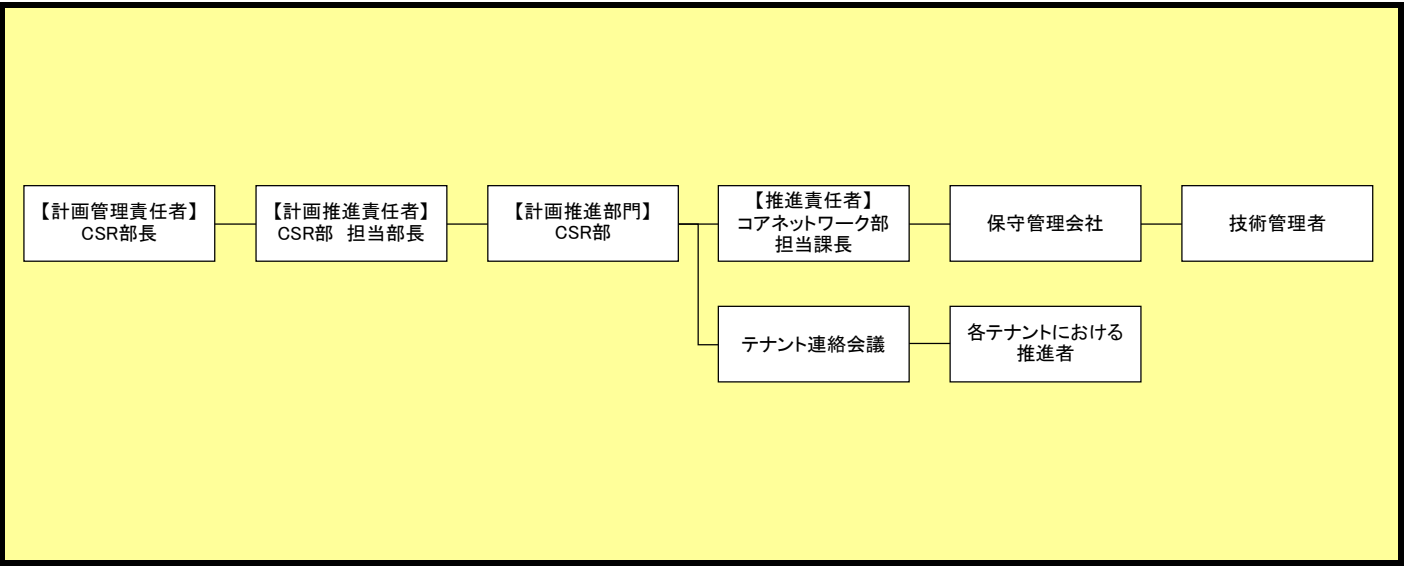 【計画管理責任者】
CSR部長
【計画推進責任者】
CSR部　担当部長
【計画推進部門】
CSR部
【推進責任者】
コアネットワーク部
担当課長
保守管理会社
技術管理者
テナント連絡会議
各テナントにおける
推進者